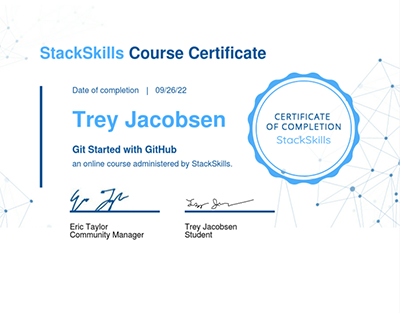 StackSkills Course Certificate
Date of completion | 09/26/22
Trey Jacobsen
Git Started with GitHub
an online course administered by StackSkills.
CERTIFICATE
OF COMPLETION
StackSkills
Eric Taylor
Community Manager
Trey Jacobsen
Student